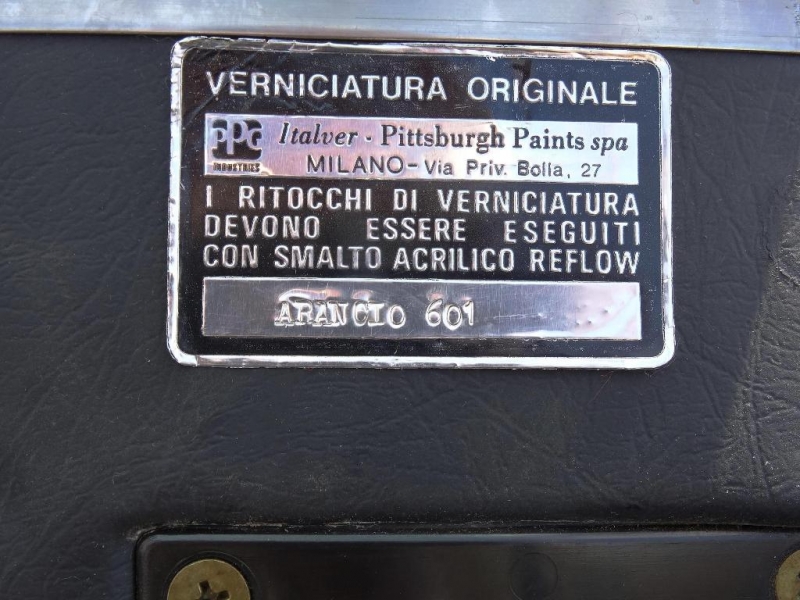 VERNICIATURA ORIGINALE
PPG INDUSTRIES
Italver - Pittsburgh Paints spa
MILANO - Via Priv. Bolla, 27
I RITOCCHI DI VERNICIATURA
DEVONO ESSERE ESEGUITI
CON SMALTO ACRILICO REFLOW
ARANCIO 601